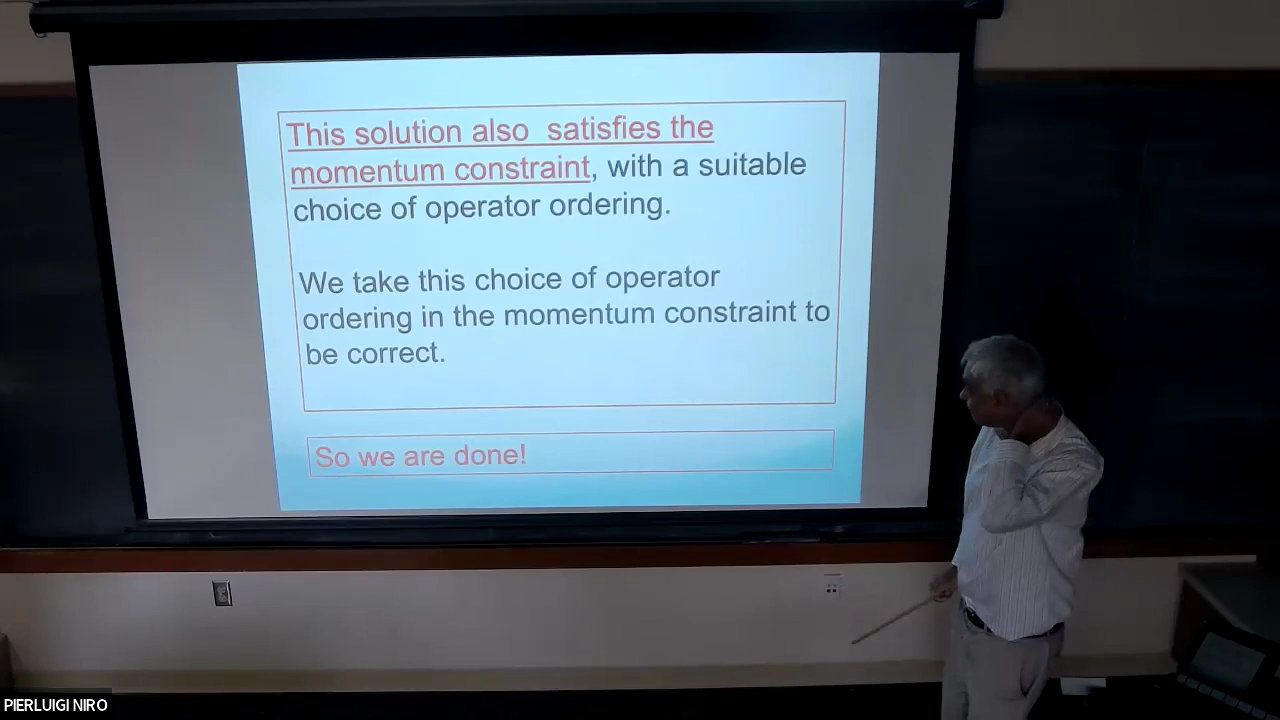 This solution also satisfies the
momentum constraint, with a suitable
choice of operator ordering.
We take this choice of operator
ordering in the momentum constraint to
be correct.
So we are done!
PIERLUIGI NIRO